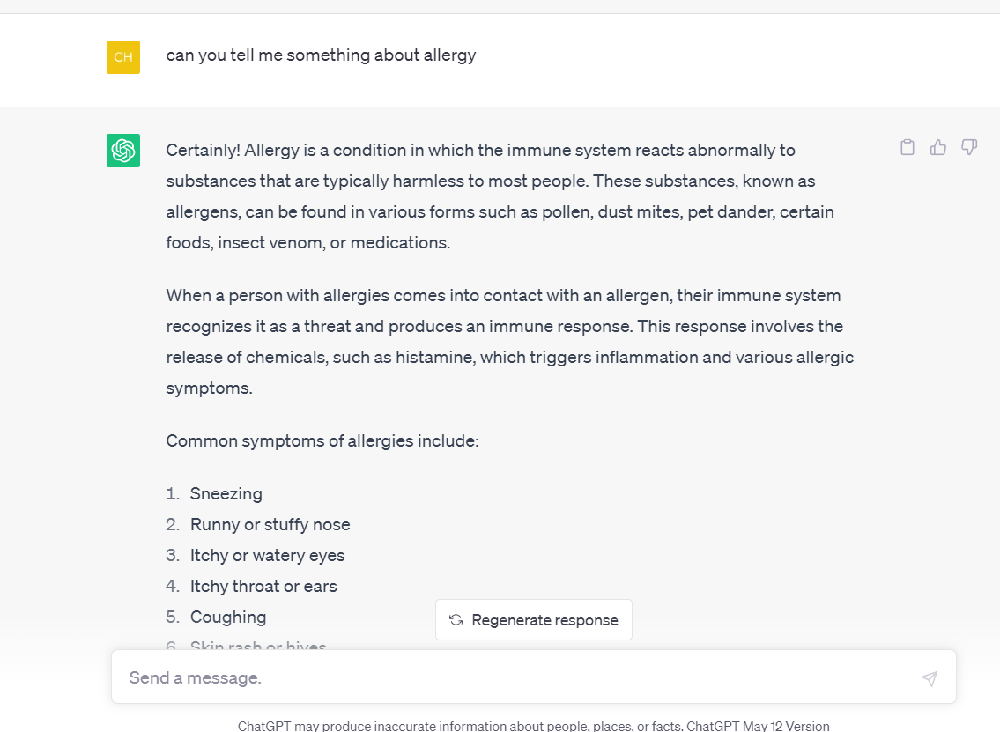 CH
can you tell me something about allergy
Certainly! Allergy is a condition in which the immune system reacts abnormally to
substances that are typically harmless to most people. These substances, known as
allergens, can be found in various forms such as pollen, dust mites, pet dander, certain
foods, insect venom, or medications.
When a person with allergies comes into contact with an allergen, their immune system
recognizes it as a threat and produces an immune response. This response involves the
release of chemicals, such as histamine, which triggers inflammation and various allergic
symptoms.
Common symptoms of allergies include:
1. Sneezing
2. Runny or stuffy nose
3. Itchy or watery eyes
4. Itchy throat or ears
5. Coughing
6. Skin rash or hives
Regenerate response
Send a message.
ChatGPT may produce inaccurate information about people, places, or facts. ChatGPT May 12 Version